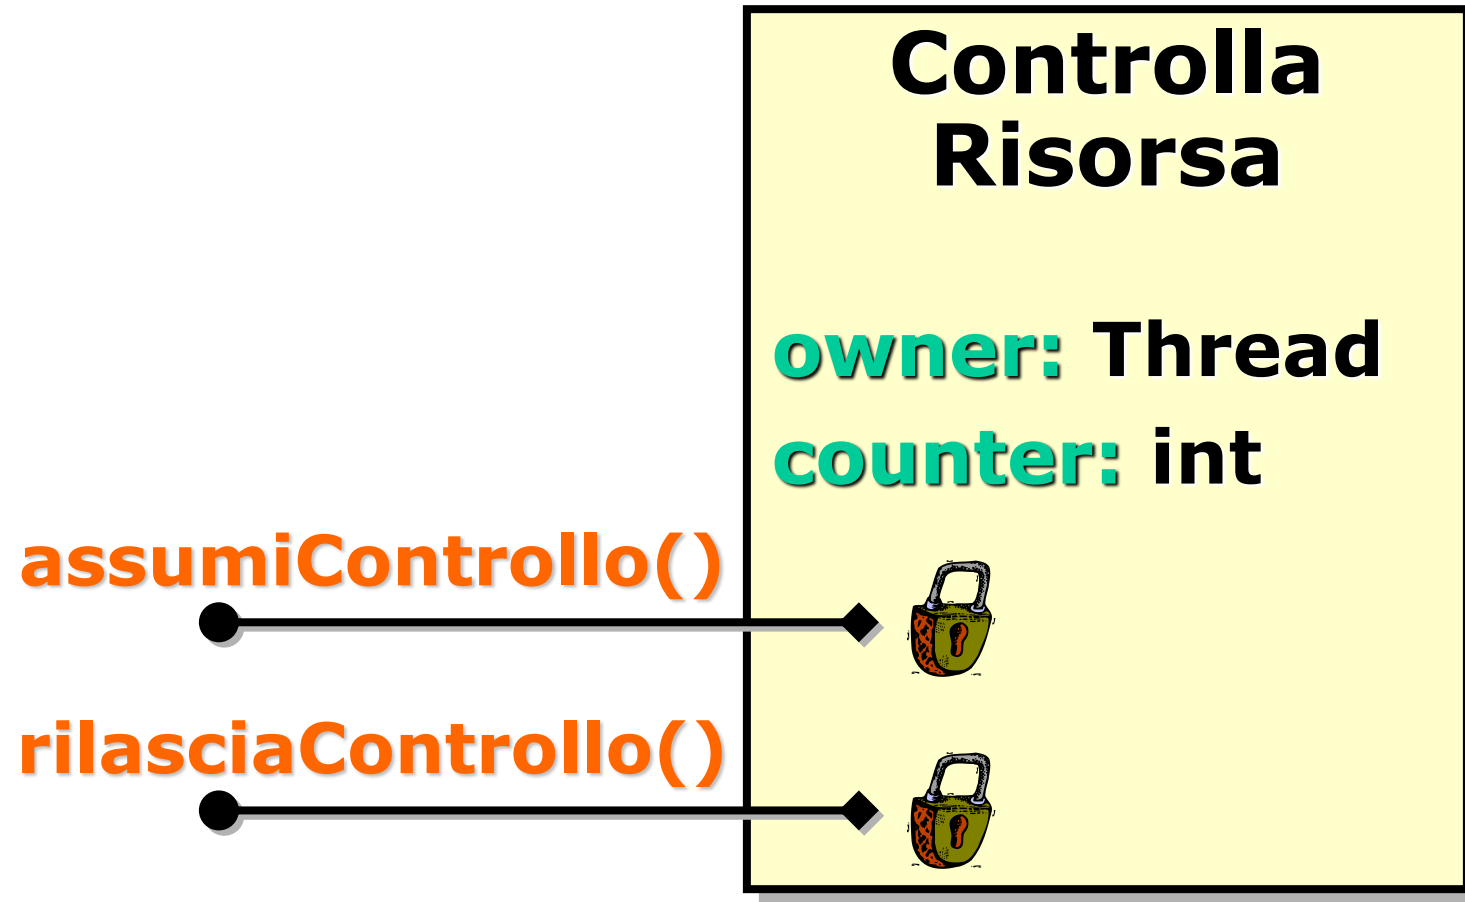 Controlla
Risorsa
owner: Thread
counter: int
assumiControllo()
rilasciaControllo()